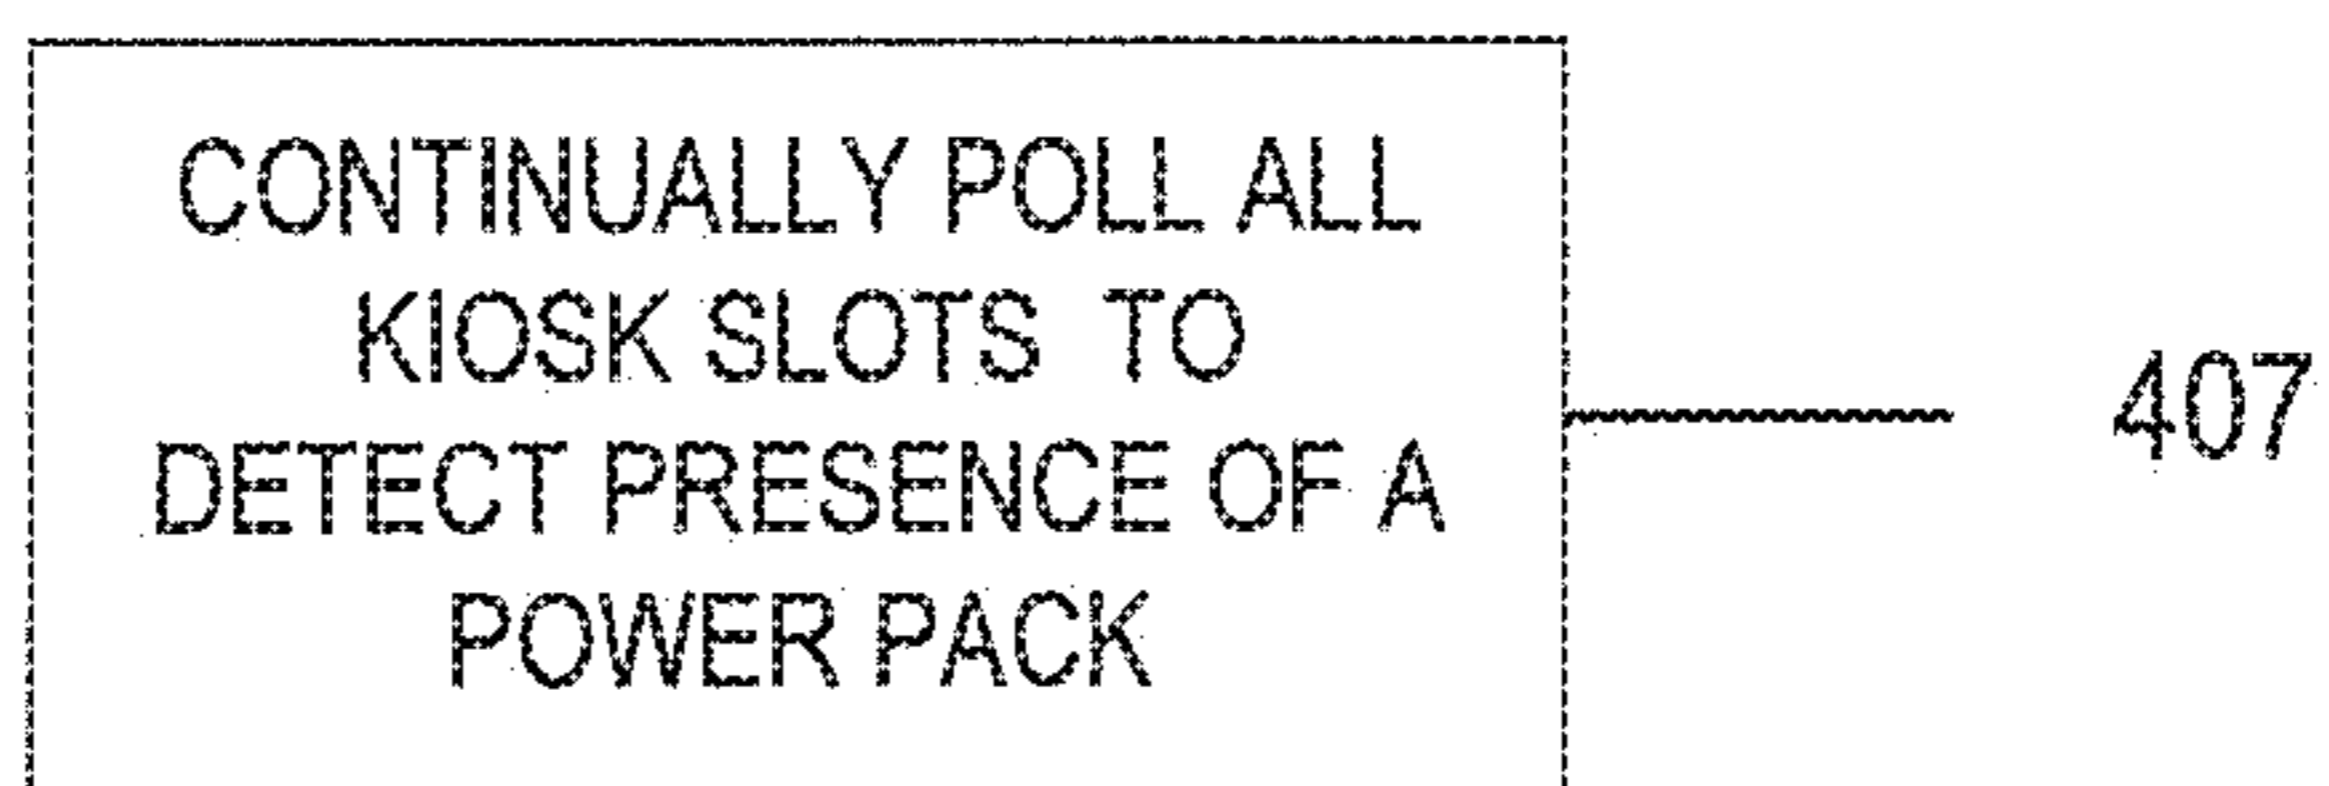 CONTINUALLY POLL ALL
KIOSK SLOTS TO
DETECT PRESENCE OF A
POWER PACK
407